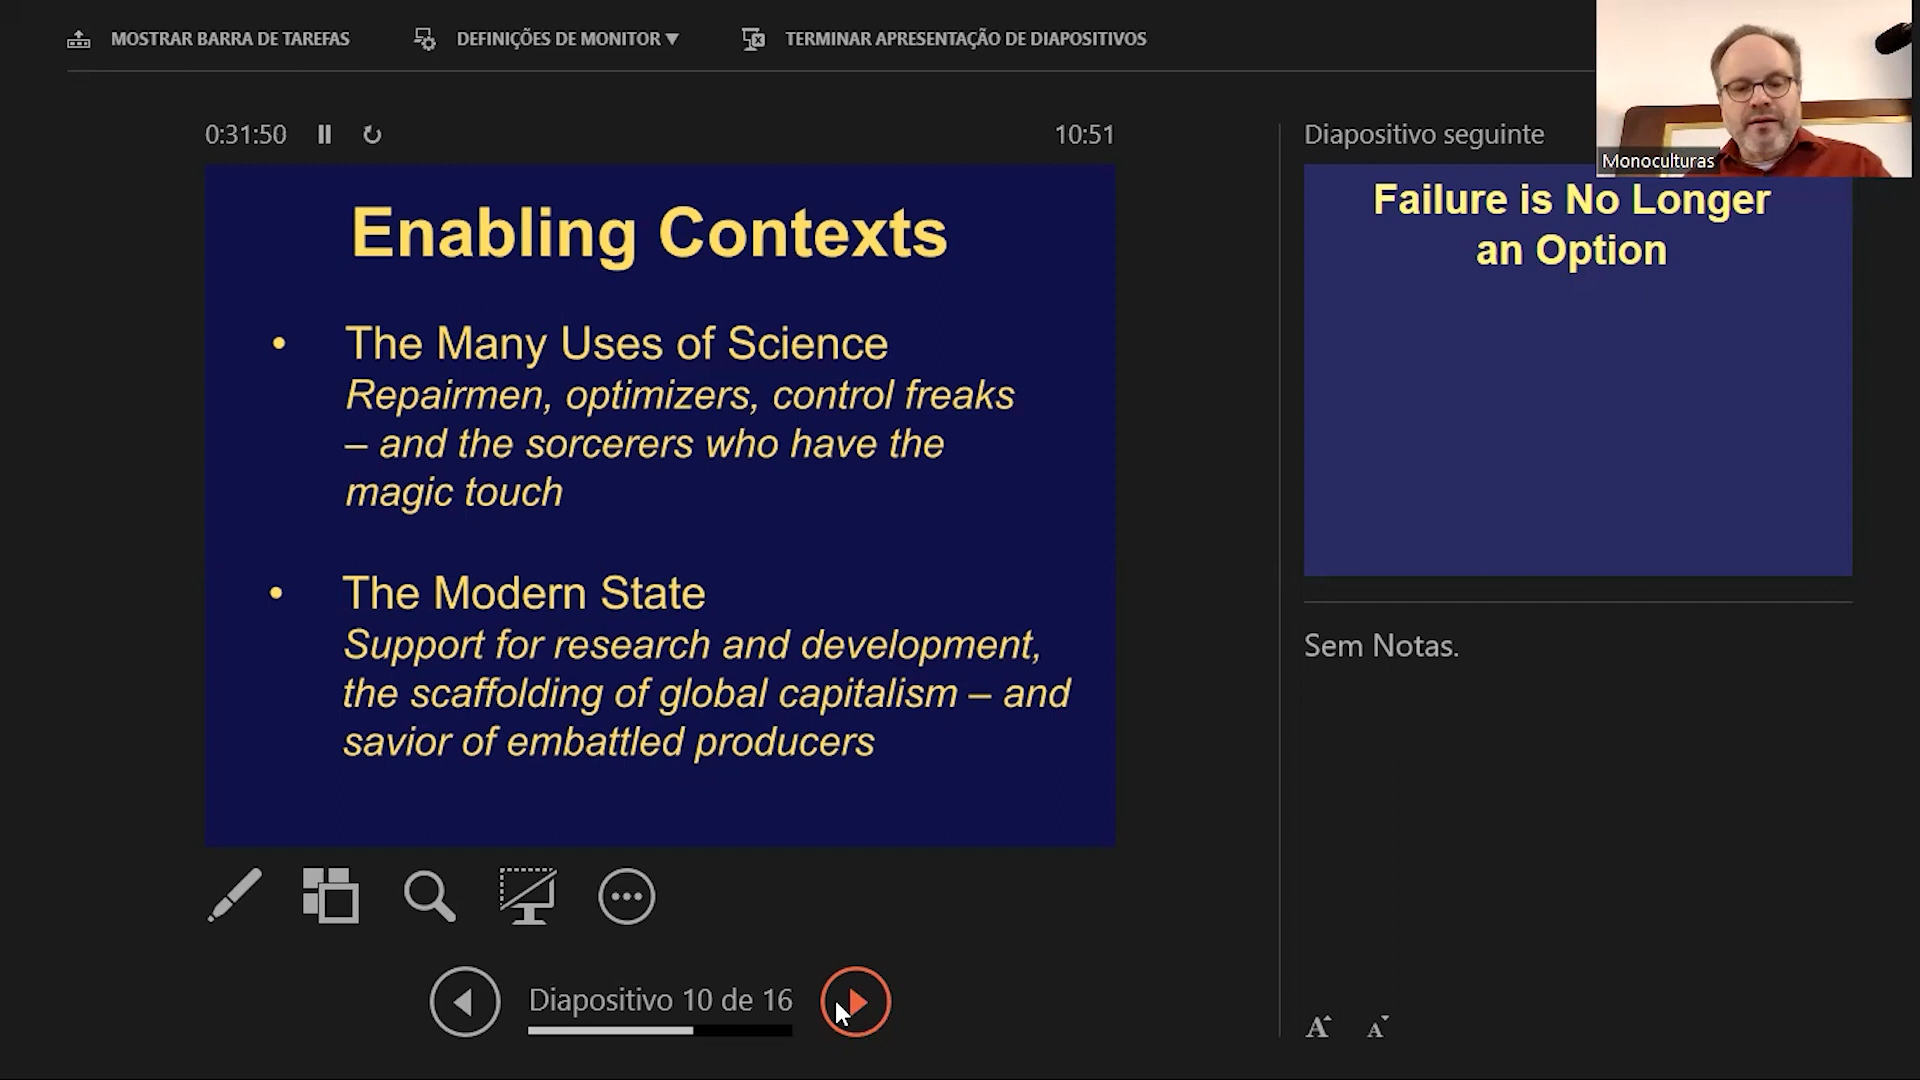 MOSTRAR BARRA DE TAREFAS
DEFINIÇÕES DE MONITOR ▼
TERMINAR APRESENTAÇÃO DE DIAPOSITIVOS
Monoculturas
0:31:50
10:51
Enabling Contexts
• The Many Uses of Science
Repairmen, optimizers, control freaks
– and the sorcerers who have the
magic touch
• The Modern State
Support for research and development,
the scaffolding of global capitalism – and
savior of embattled producers
Diapositivo 10 de 16
Diapositivo seguinte
Failure is No Longer
an Option
Sem Notas.
A A